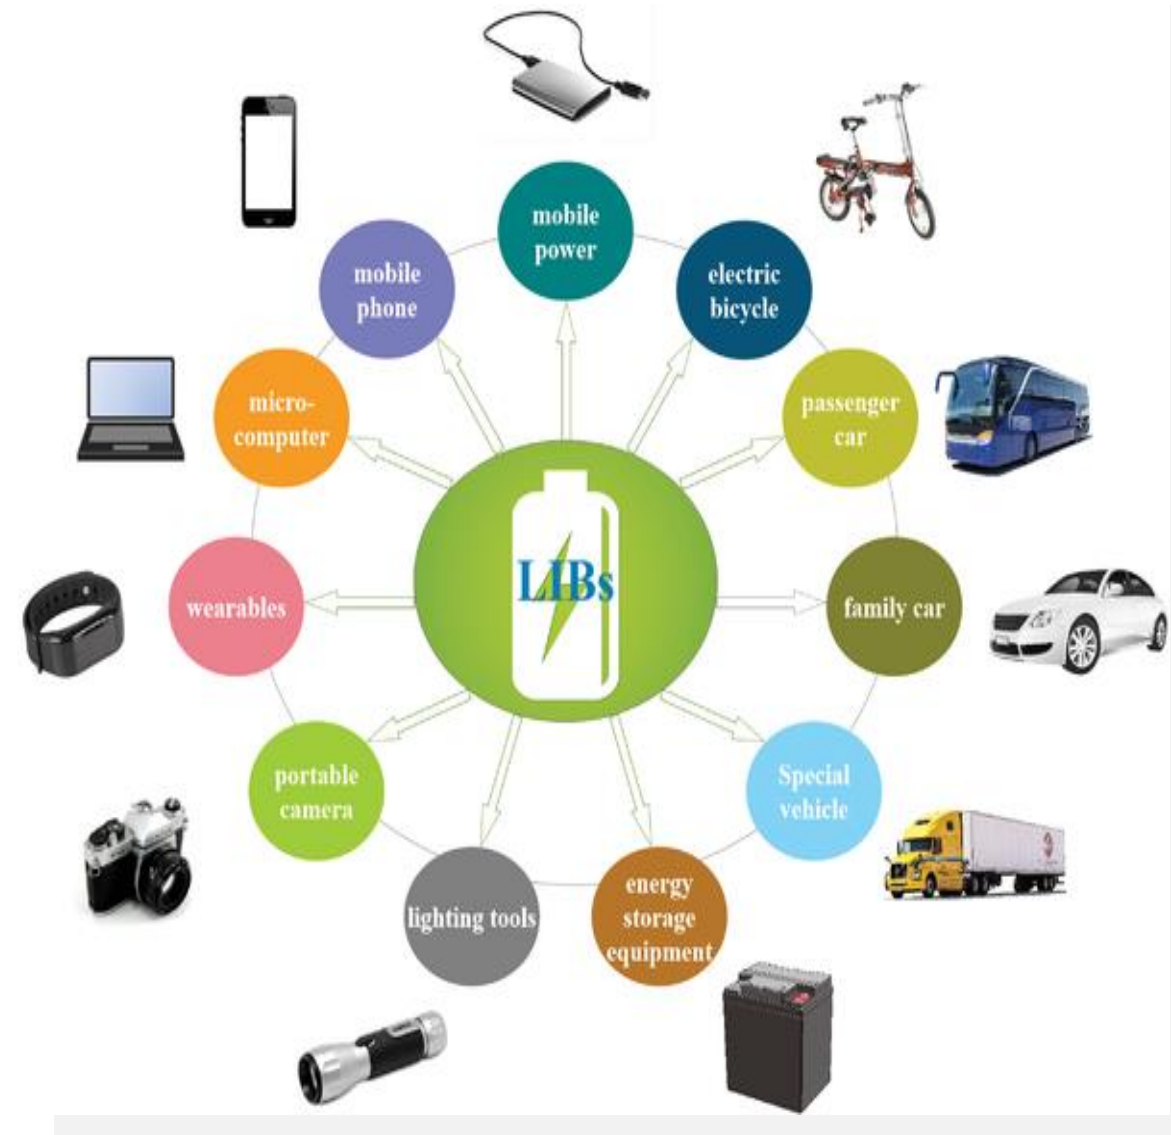 mobile
power
electric
bicycle
passenger
car
family car
Special
vehicle
energy
storage
equipment
lighting tools
portable
camera
wearables
micro-
computer
mobile
phone
LIBs